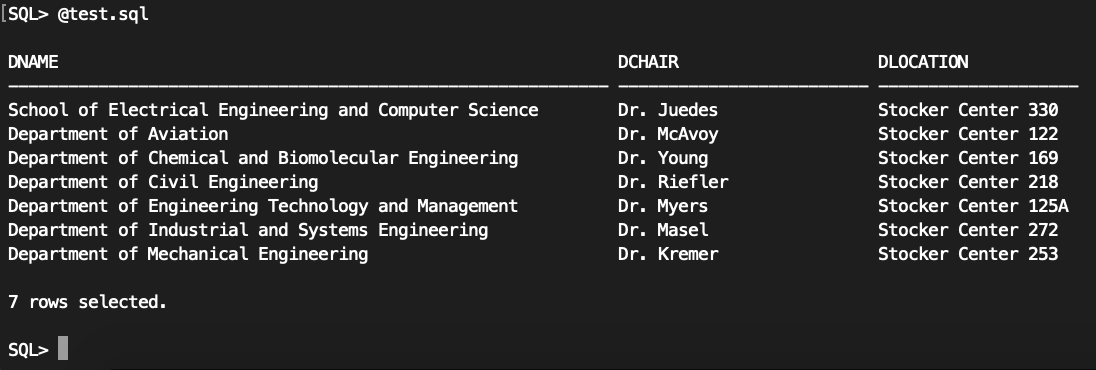 SQL> @test.sql
DNAME DCHAIR DLOCATION
------------------------------------------------------------ ------------------------- --------------------
School of Electrical Engineering and Computer Science Dr. Juedes Stocker Center 330
Department of Aviation Dr. McAvoy Stocker Center 122
Department of Chemical and Biomolecular Engineering Dr. Young Stocker Center 169
Department of Civil Engineering Dr. Riefler Stocker Center 218
Department of Engineering Technology and Management Dr. Myers Stocker Center 125A
Department of Industrial and Systems Engineering Dr. Masel Stocker Center 272
Department of Mechanical Engineering Dr. Kremer Stocker Center 253
7 rows selected.
SQL>